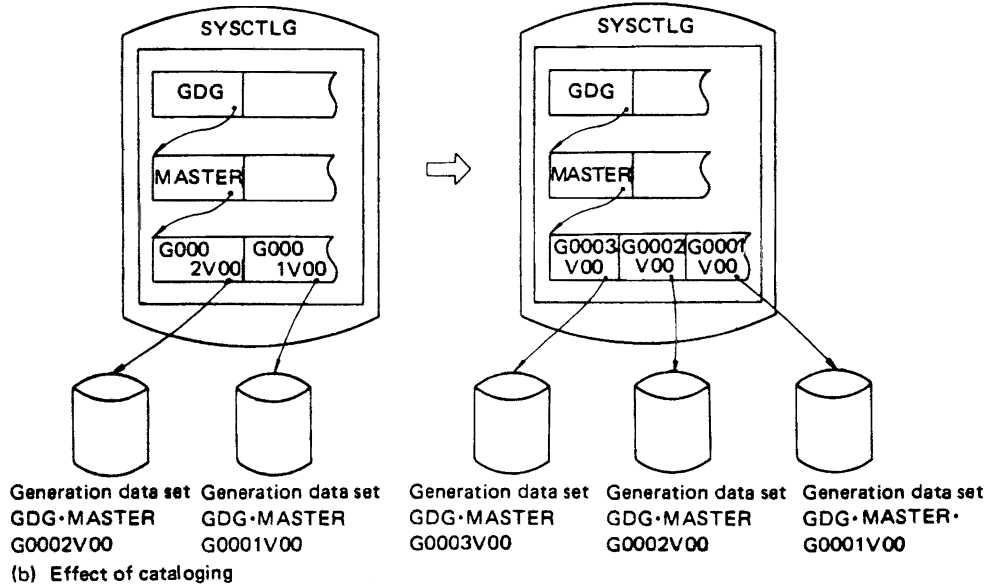 SYSCTLG
GDG
MASTER
G000
2V00
G000
1V00
Generation data set
GDG·MASTER
G0002V00
Generation data set
GDG·MASTER
G0001V00
SYSCTLG
GDG
MASTER
G0003
V00
G0002
V00
G0001
V00
Generation data set
GDG·MASTER
G0003V00
Generation data set
GDG·MASTER
G0002V00
Generation data set
GDG·MASTER·
G0001V00
(b) Effect of cataloging